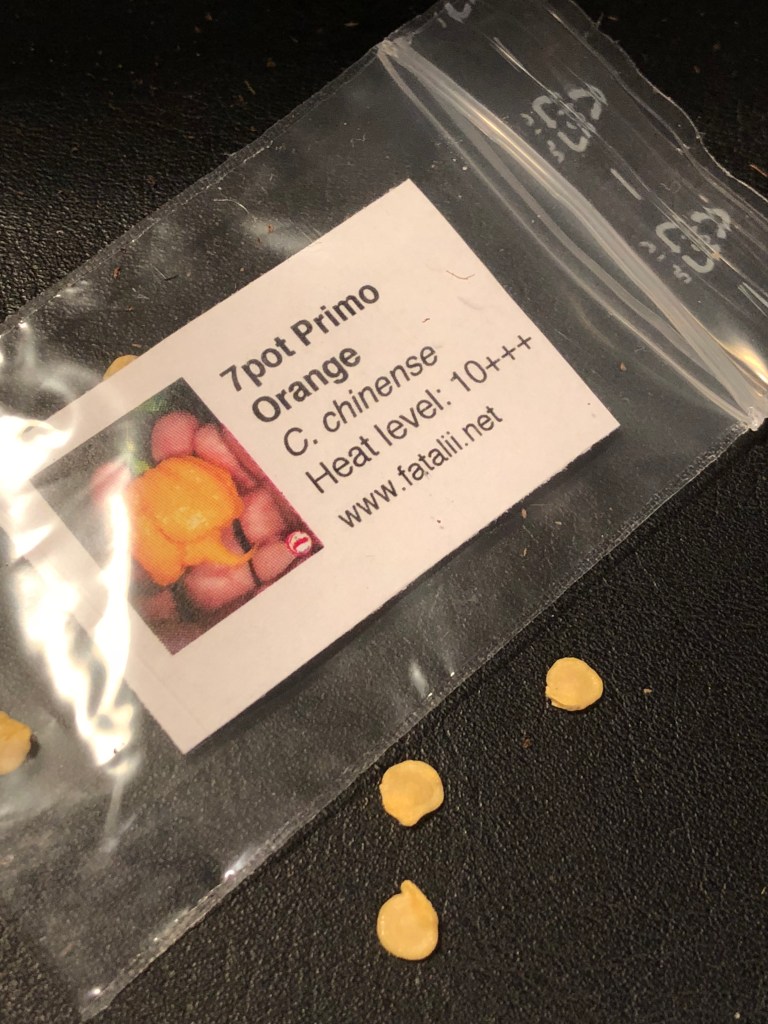 7pot Primo
Orange
C. chinense
Heat level: 10+++
www.fatalii.net